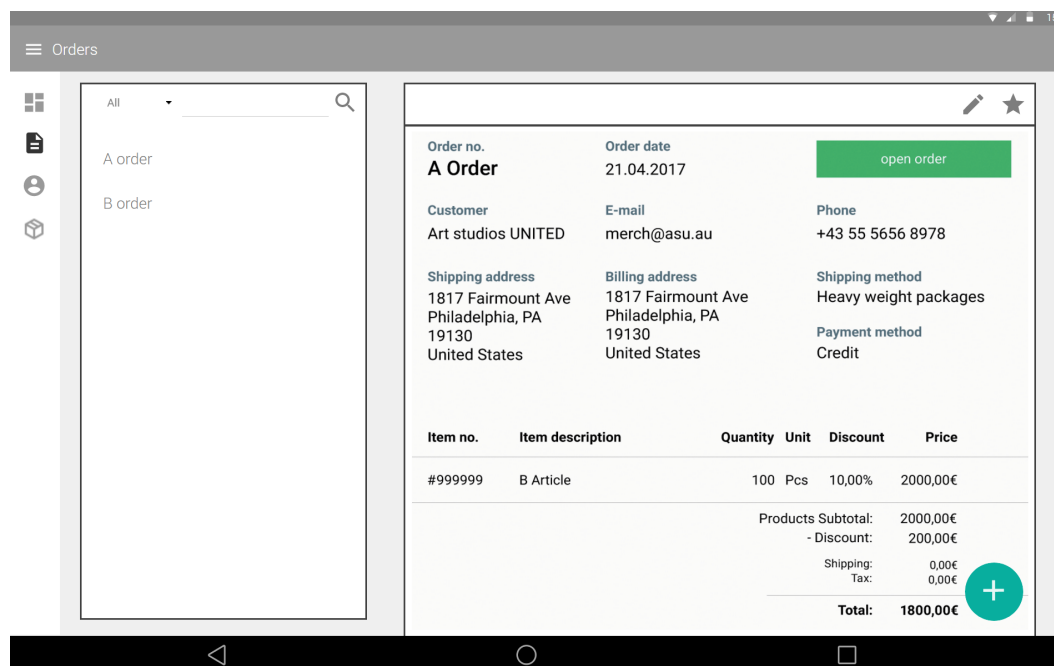 Orders
All
A order
B order
Order no.
A Order
Order date
21.04.2017
open order
Customer
Art studios UNITED
E-mail
merch@asu.au
Phone
+43 55 5656 8978
Shipping address
1817 Fairmount Ave
Philadelphia, PA
19130
United States
Billing address
1817 Fairmount Ave
Philadelphia, PA
19130
United States
Shipping method
Heavy weight packages
Payment method
Credit
Item no. Item description Quantity Unit Discount Price
#999999 B Article 100 Pcs 10,00% 2000,00€
Products Subtotal: 2000,00€
- Discount: 200,00€
Shipping: 0,00€
Tax: 0,00€
Total: 1800,00€